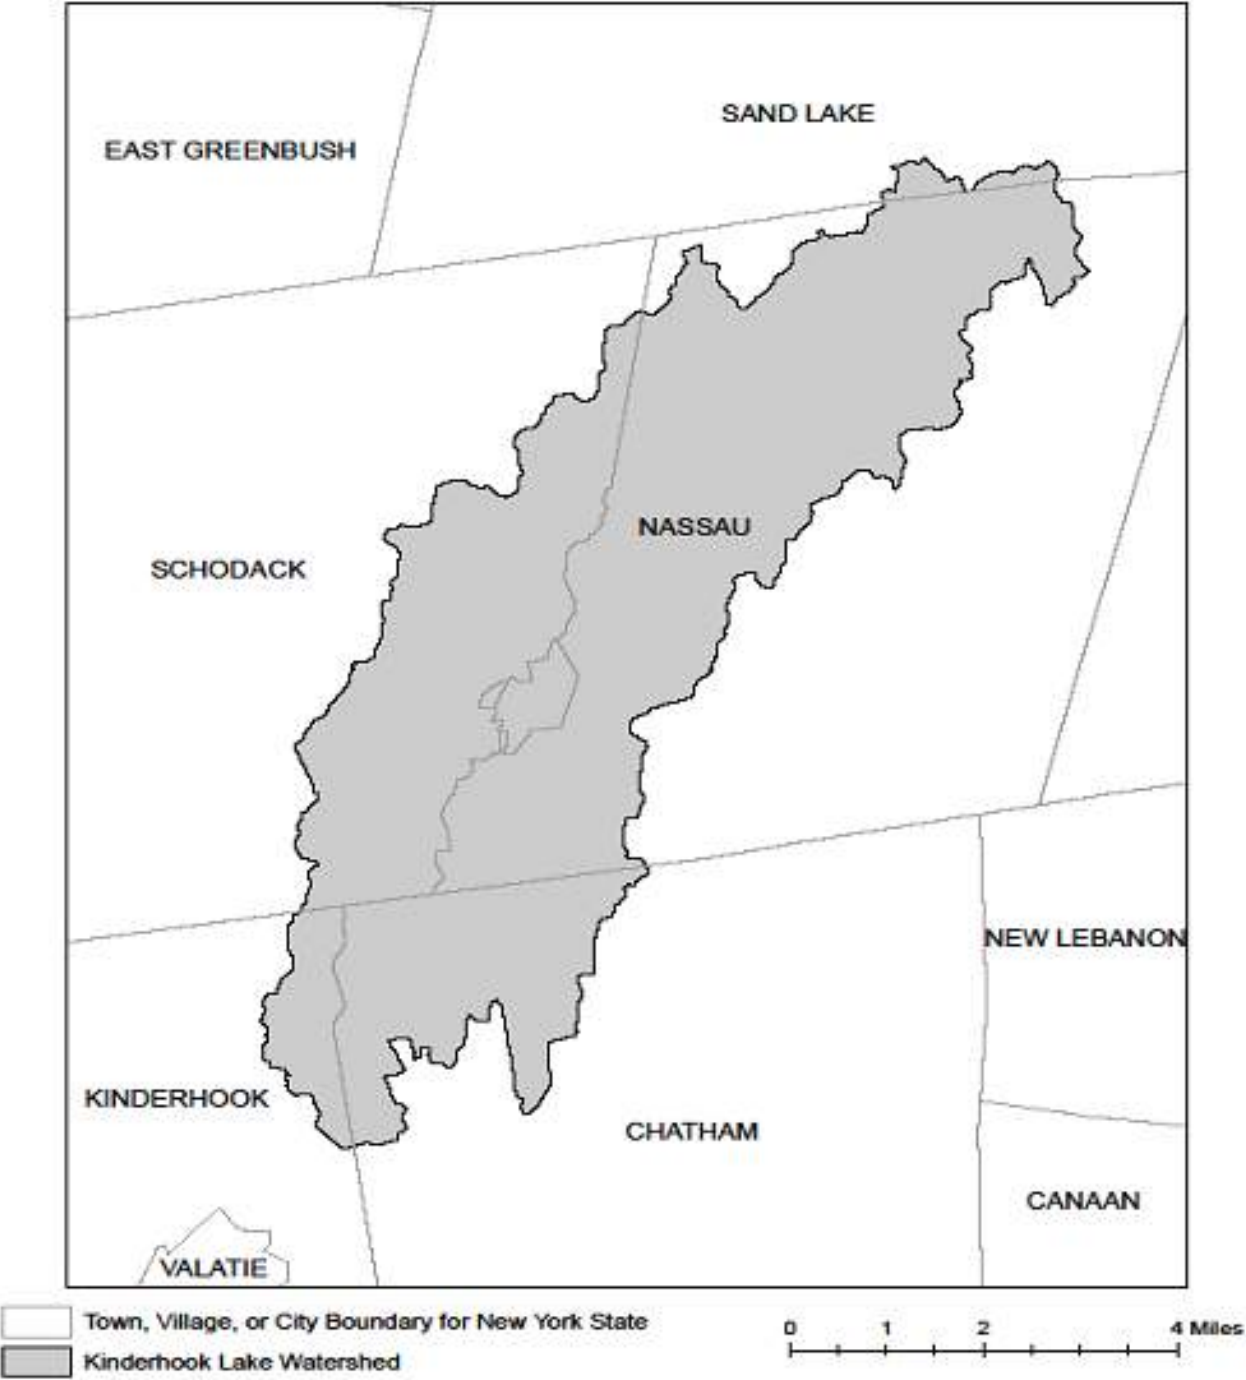 SAND LAKE
EAST GREENBUSH
NASSAU
SCHODACK
NEW LEBANON
KINDERHOOK
CHATHAM
CANAAN
VALATIE
Town, Village, or City Boundary for New York State
0 1 2 4 Miles
Kinderhook Lake Watershed